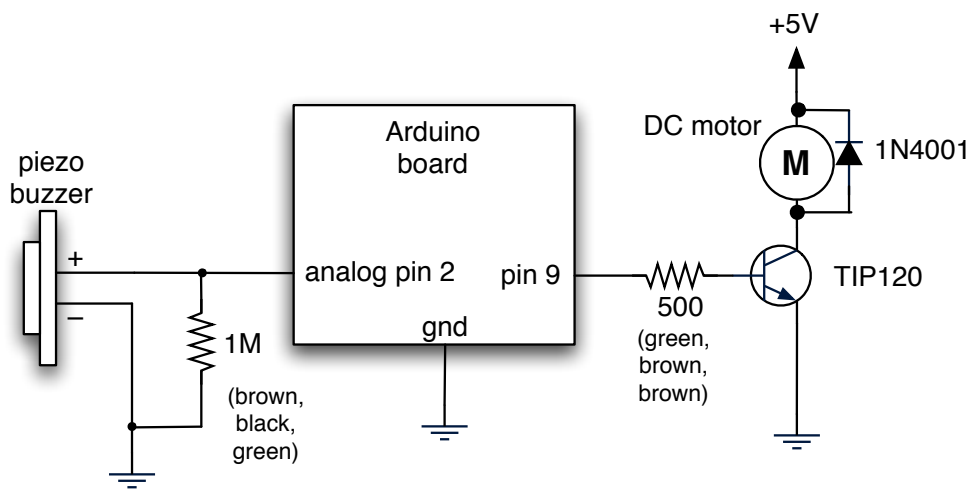 piezo
buzzer
+
–
1M
(brown,
black,
green)
Arduino
board
analog pin 2
pin 9
gnd
500
(green,
brown,
brown)
+5V
DC motor
M
1N4001
TIP120